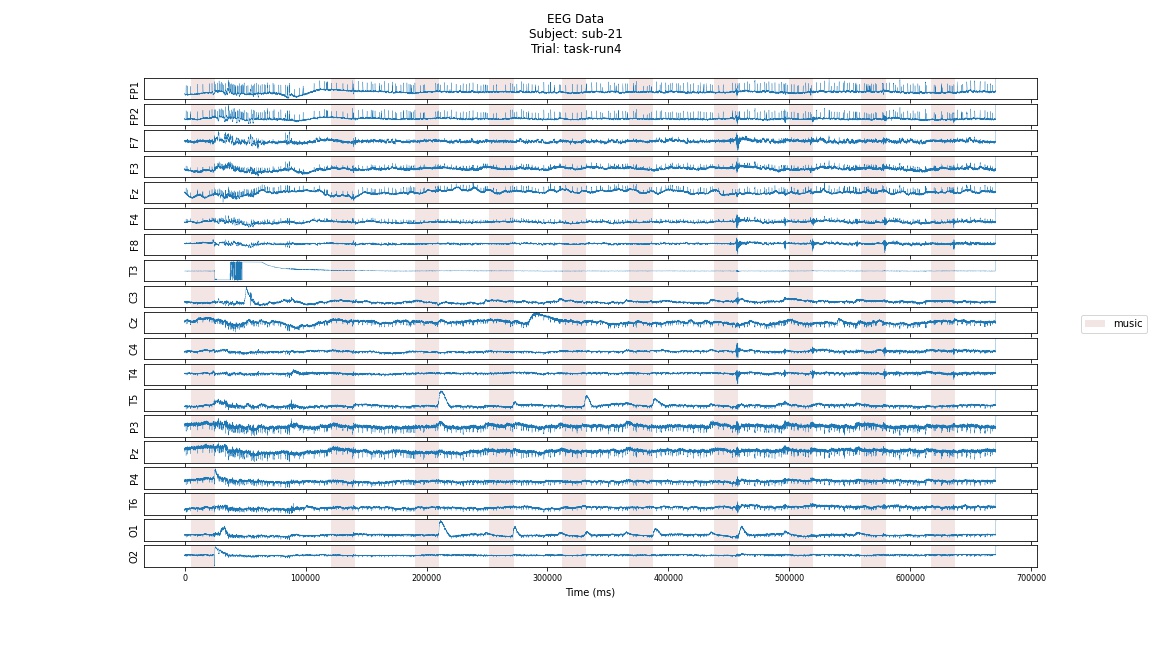 EEG Data
Subject: sub-21
Trial: task-run4
FP1
FP2
F7
F3
Fz
F4
F8
T3
C3
Cz
C4
T4
T5
P3
Pz
P4
T6
O1
O2
music
0 100000 200000 300000 400000 500000 600000 700000
Time (ms)